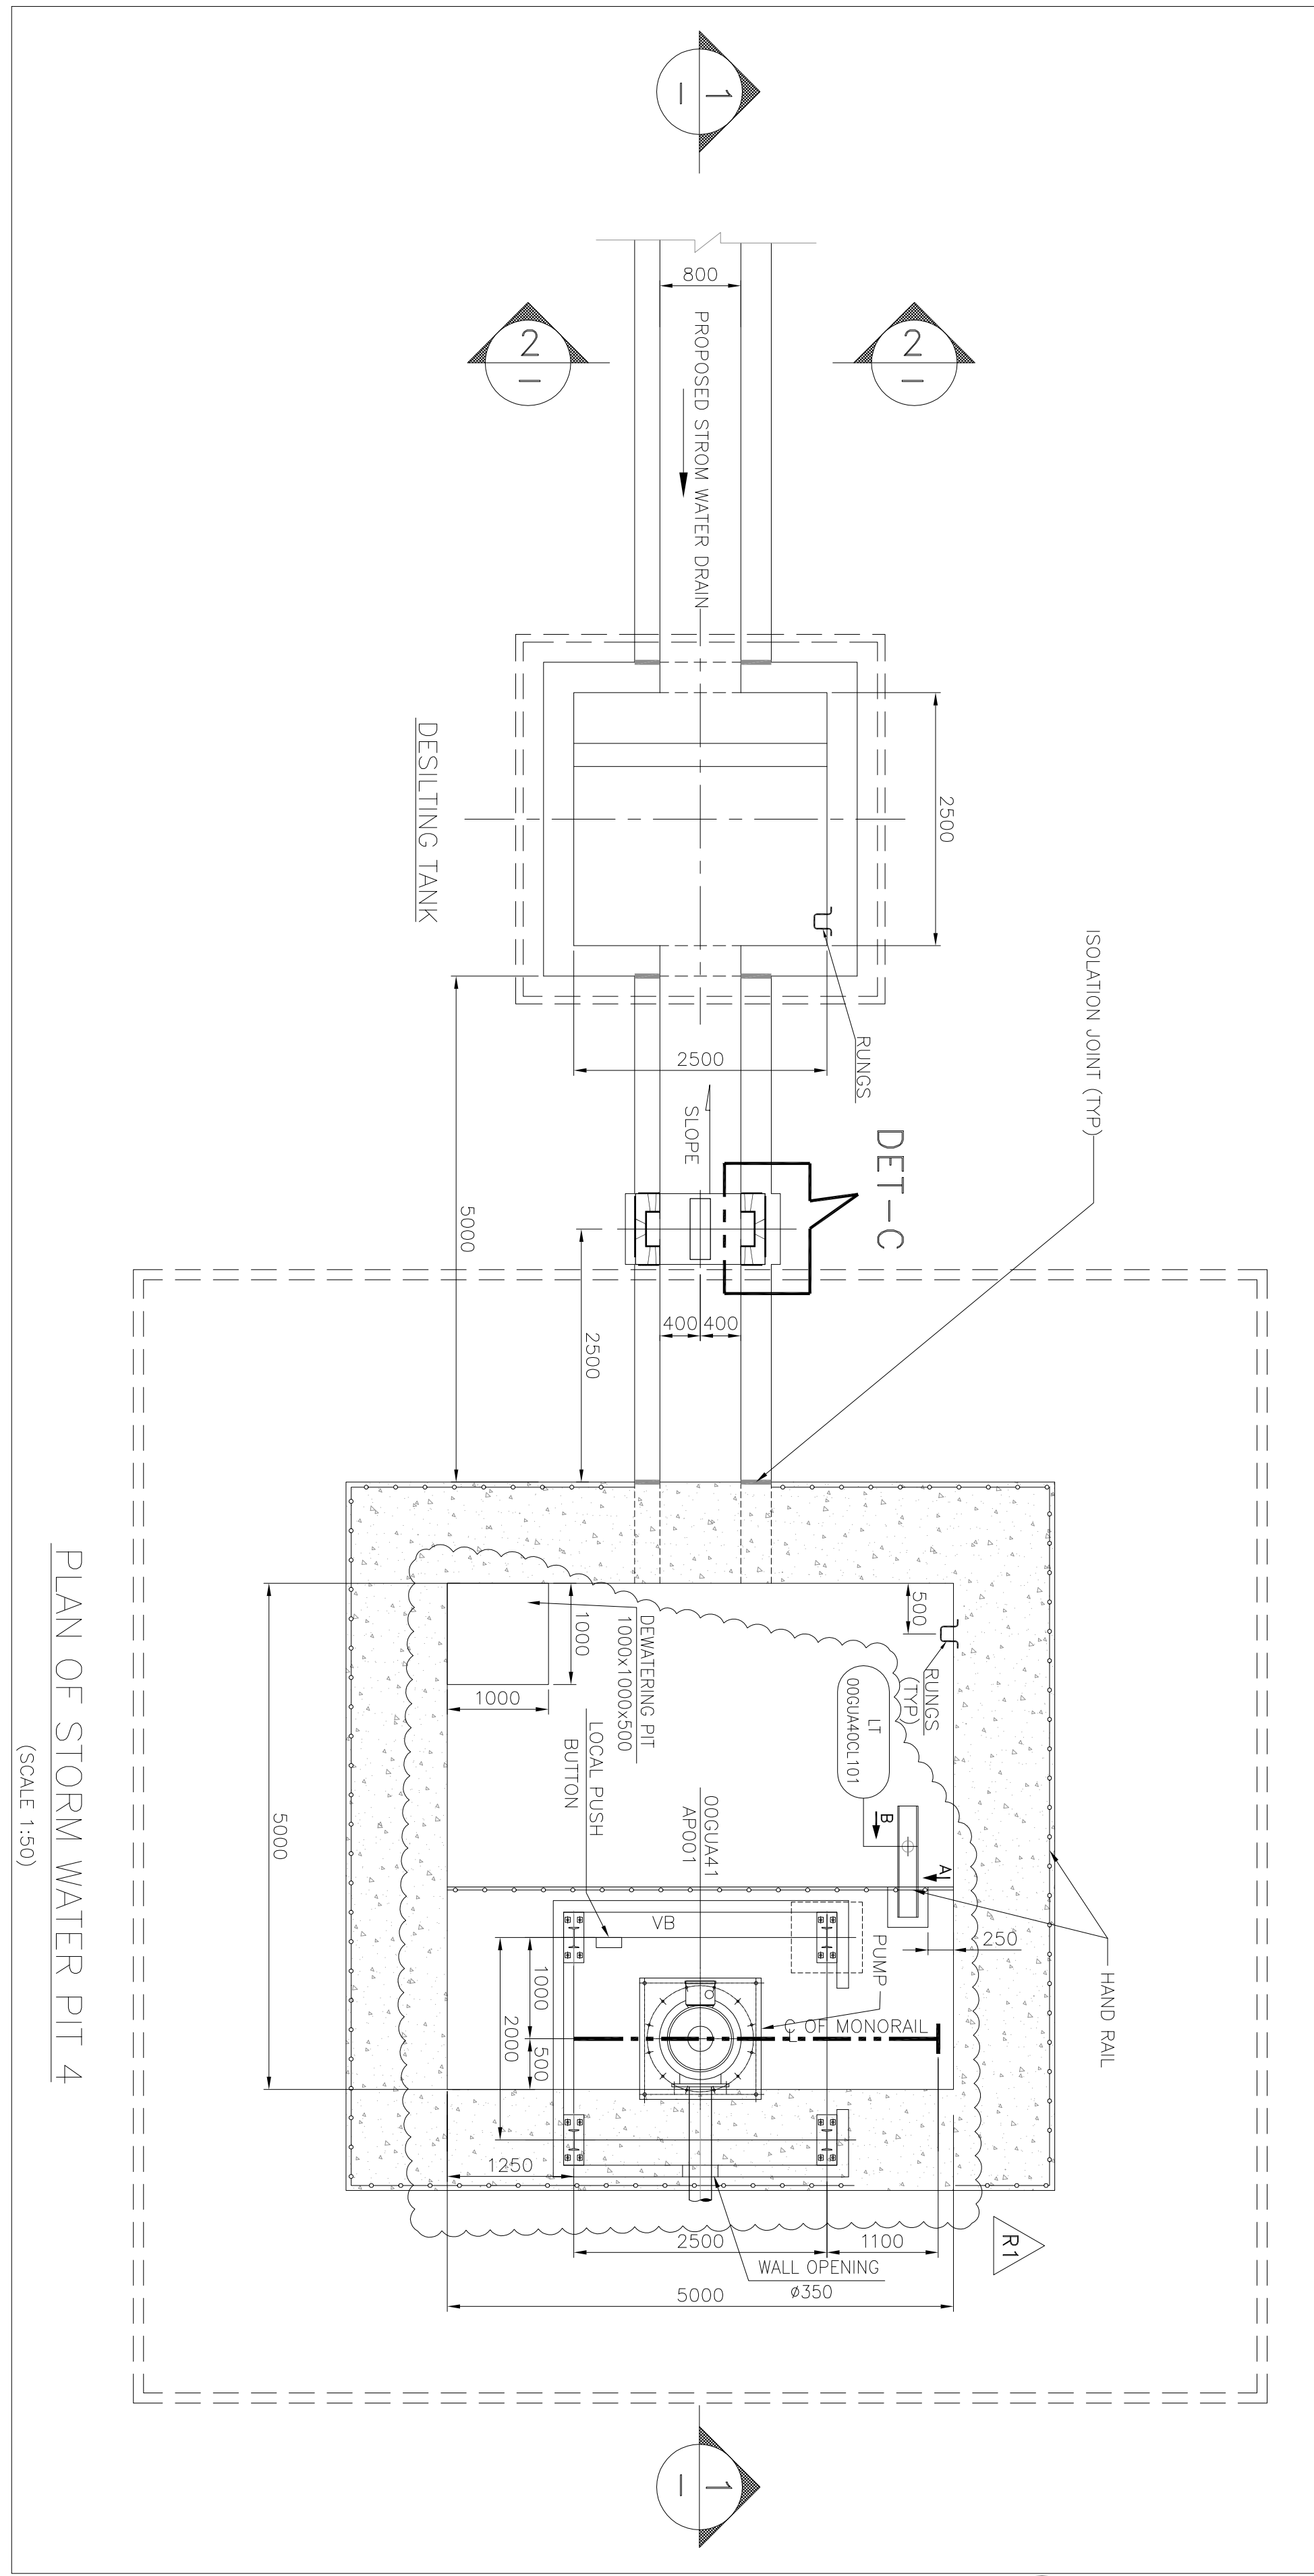 1
—
800
PROPOSED STROM WATER DRAIN
2
—
2
—
DESILTING TANK
2500
2500
RUNGS
ISOLATION JOINT (TYP)
SLOPE
DET-C
5000
2500
400
400
500
RUNGS
(TYP)
LT
00GUA40CL101
DEWATERING PIT
1000x1000x500
1000
1000
LOCAL PUSH
BUTTON
00GUA41
AP001
B
A
250
HAND RAIL
VB
PUMP
℄ OF MONORAIL
1000
500
2000
1250
2500
1100
5000
5000
WALL OPENING
ø350
R1
PLAN OF STORM WATER PIT 4
(SCALE 1:50)
1
—